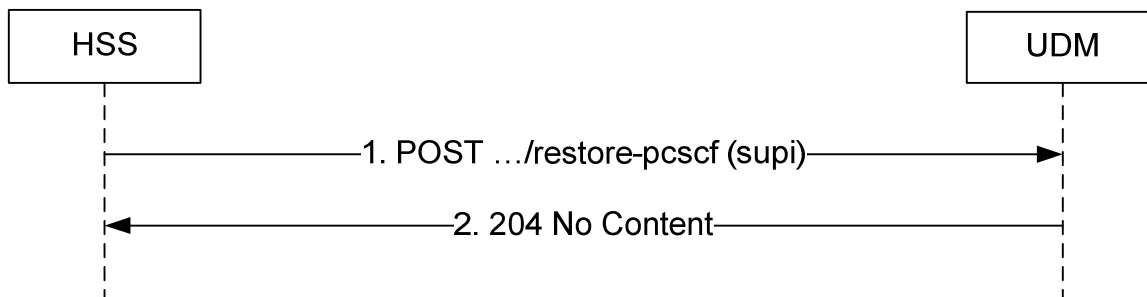 HSS
UDM
1. POST …/restore-pcscf (supi)
2. 204 No Content